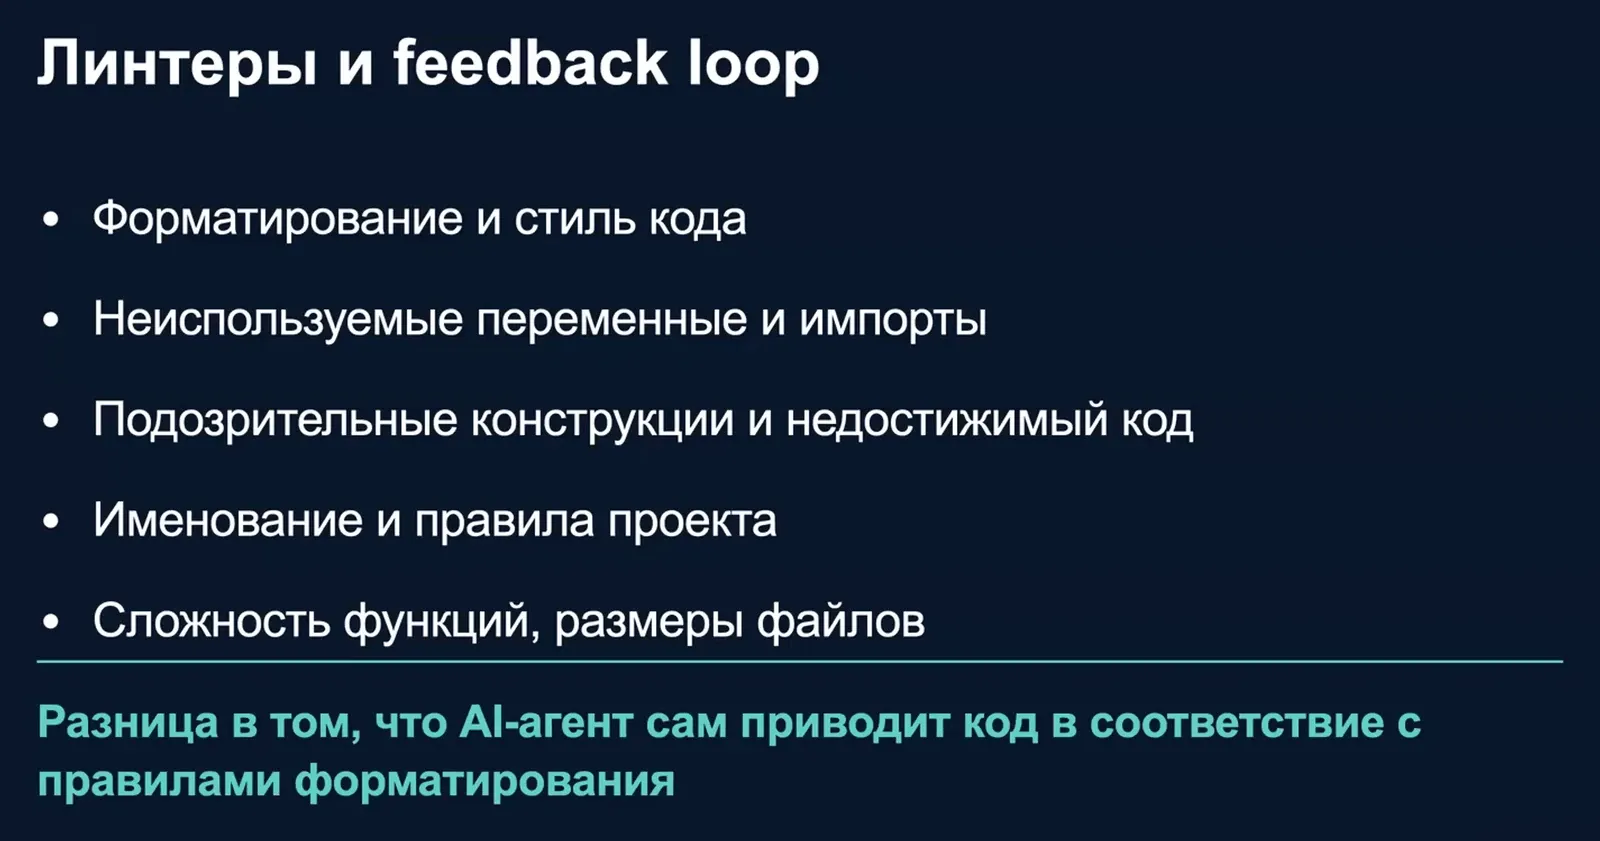 Линтеры и feedback loop
• Форматирование и стиль кода
• Неиспользуемые переменные и импорты
• Подозрительные конструкции и недостижимый код
• Именование и правила проекта
• Сложность функций, размеры файлов
Разница в том, что AI-агент сам приводит код в соответствие с
правилами форматирования